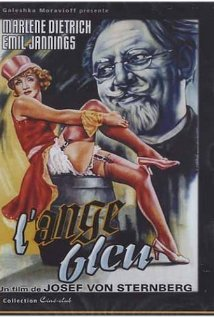 Galeshka Moravioff présente
MARLENE DIETRICH
EMIL JANNINGS
l'ange
bleu
Un film de JOSEF VON STERNBERG
Collection Ciné-club